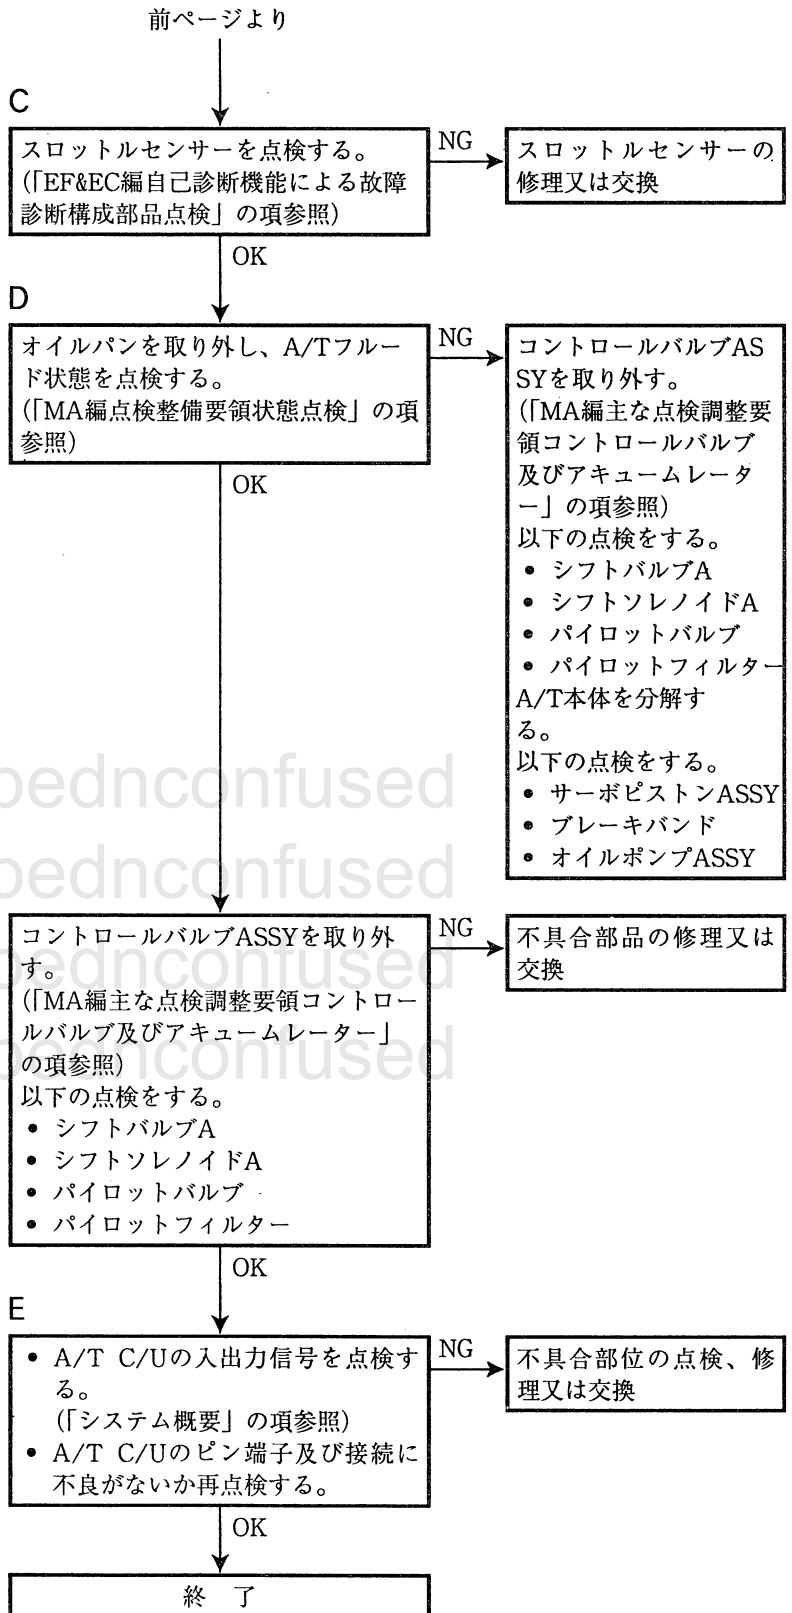 前ページより
C
スロットルセンサーを点検する。
(「EF&EC編自己診断機能による故障
診断構成部品点検」の項参照)
NG
スロットルセンサーの
修理又は交換
OK
D
オイルパンを取り外し、A/Tフルー
ド状態を点検する。
(「MA編点検整備要領状態点検」の項
参照)
NG
コントロールバルブAS
SYを取り外す。
(「MA編主な点検調整要
領コントロールバルブ
及びアキュームレータ
ー」の項参照)
以下の点検をする。
• シフトバルブA
• シフトソレノイドA
• パイロットバルブ
• パイロットフィルター
A/T本体を分解す
る。
以下の点検をする。
• サーボピストンASSY
• ブレーキバンド
• オイルポンプASSY
OK
pednconfused
pednconfused
pednconfused
pednconfused
コントロールバルブASSYを取り外
す。
(「MA編主な点検調整要領コントロー
ルバルブ及びアキュームレーター」
の項参照)
以下の点検をする。
• シフトバルブA
• シフトソレノイドA
• パイロットバルブ
• パイロットフィルター
NG
不具合部品の修理又は
交換
OK
E
• A/T C/Uの入出力信号を点検す
る。
(「システム概要」の項参照)
• A/T C/Uのピン端子及び接続に
不良がないか再点検する。
NG
不具合部位の点検、修
理又は交換
OK
終 了